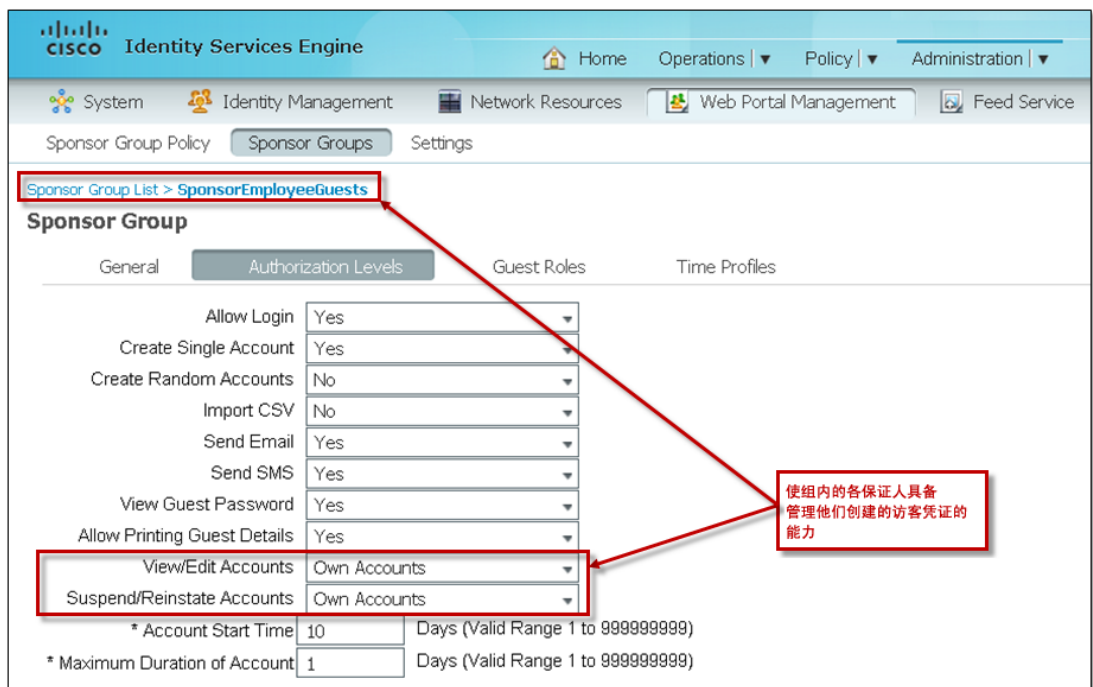 CISCO Identity Services Engine
Home Operations | ▼ Policy | ▼ Administration | ▼
System Identity Management Network Resources Web Portal Management Feed Service
Sponsor Group Policy Sponsor Groups Settings
Sponsor Group List > SponsorEmployeeGuests
Sponsor Group
General Authorization Levels Guest Roles Time Profiles
Allow Login Yes
Create Single Account Yes
Create Random Accounts No
Import CSV No
Send Email Yes
Send SMS Yes
View Guest Password Yes
Allow Printing Guest Details Yes
View/Edit Accounts Own Accounts
Suspend/Reinstate Accounts Own Accounts
* Account Start Time 10 Days (Valid Range 1 to 999999999)
* Maximum Duration of Account 1 Days (Valid Range 1 to 999999999)
使组内的各保证人具备
管理他们创建的访客凭证的
能力